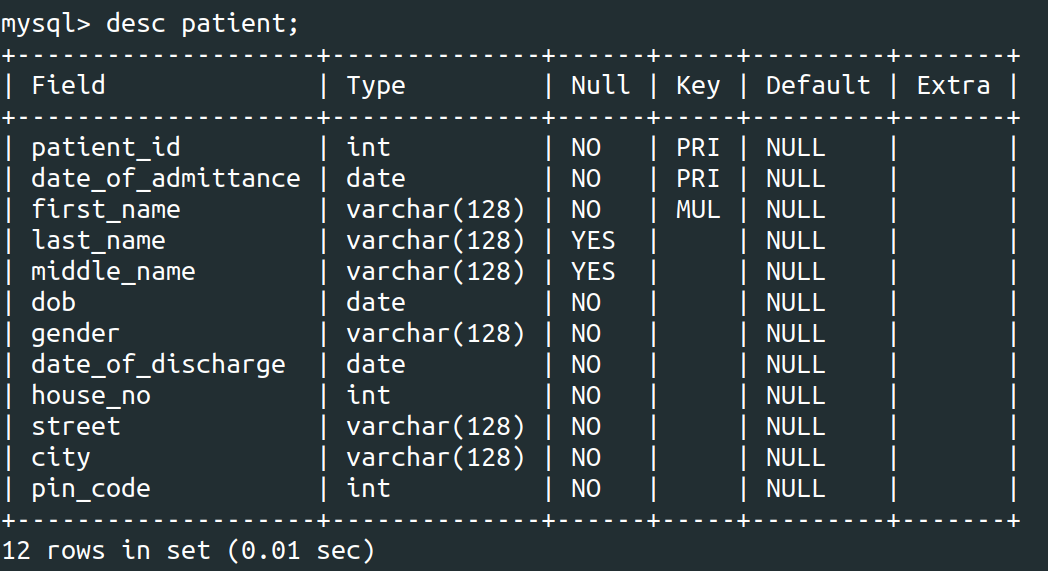 mysql> desc patient;
+--------------------+--------------+------+-----+---------+-------+
| Field              | Type         | Null | Key | Default | Extra |
+--------------------+--------------+------+-----+---------+-------+
| patient_id         | int          | NO   | PRI | NULL    |       |
| date_of_admittance | date         | NO   | PRI | NULL    |       |
| first_name         | varchar(128) | NO   | MUL | NULL    |       |
| last_name          | varchar(128) | YES  |     | NULL    |       |
| middle_name        | varchar(128) | YES  |     | NULL    |       |
| dob                | date         | NO   |     | NULL    |       |
| gender             | varchar(128) | NO   |     | NULL    |       |
| date_of_discharge  | date         | NO   |     | NULL    |       |
| house_no           | int          | NO   |     | NULL    |       |
| street             | varchar(128) | NO   |     | NULL    |       |
| city               | varchar(128) | NO   |     | NULL    |       |
| pin_code           | int          | NO   |     | NULL    |       |
+--------------------+--------------+------+-----+---------+-------+
12 rows in set (0.01 sec)